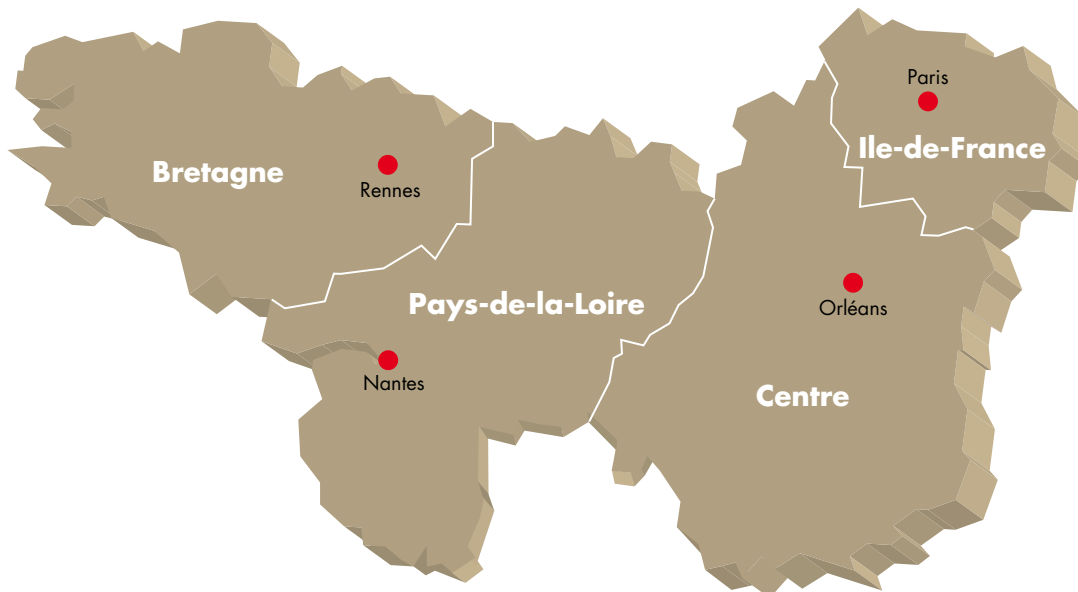 Paris
Ile-de-France
Bretagne
Rennes
Pays-de-la-Loire
Orléans
Nantes
Centre